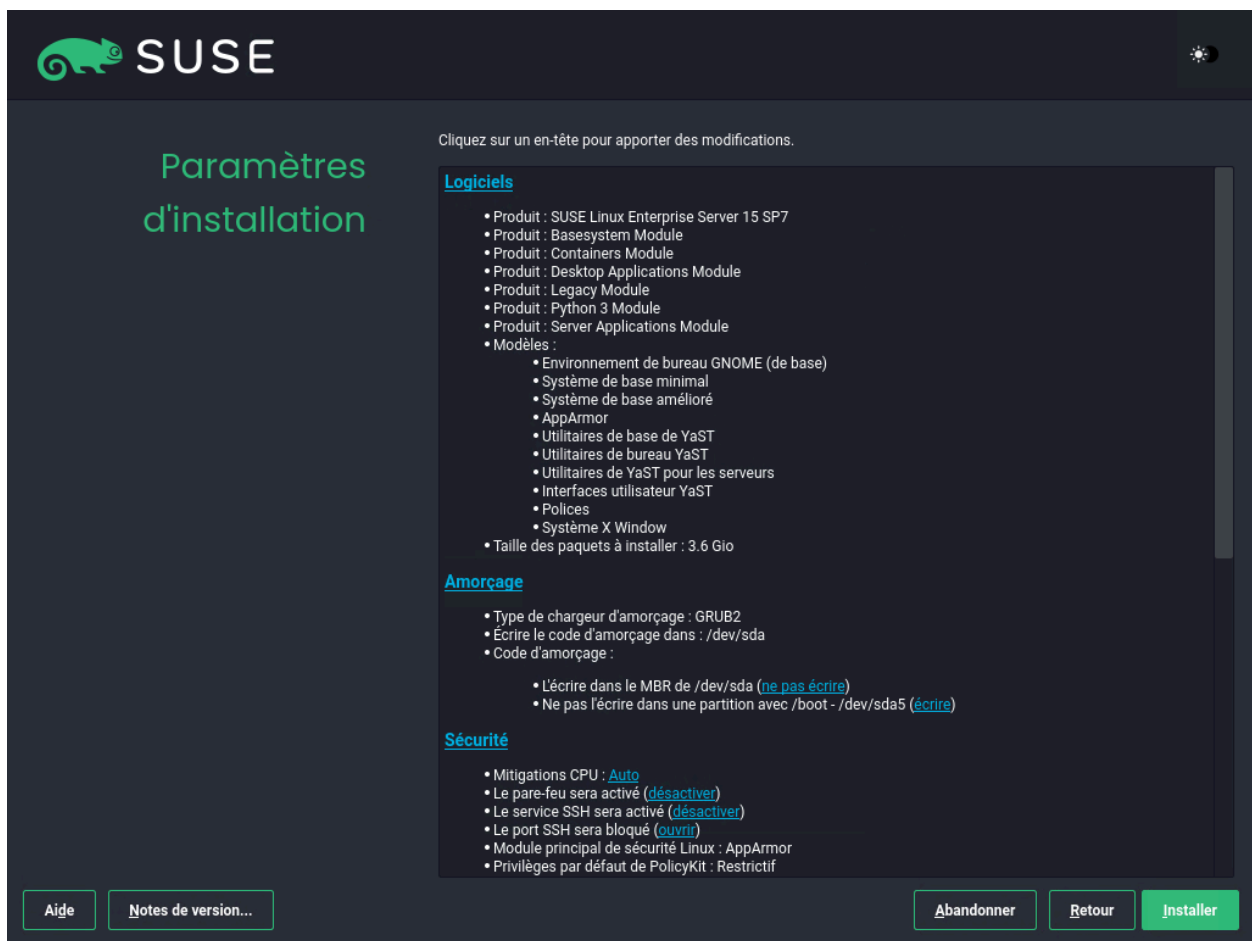 SUSE
Paramètres
d'installation
Cliquez sur un en-tête pour apporter des modifications.
Logiciels
• Produit : SUSE Linux Enterprise Server 15 SP7
• Produit : Basesystem Module
• Produit : Containers Module
• Produit : Desktop Applications Module
• Produit : Legacy Module
• Produit : Python 3 Module
• Produit : Server Applications Module
• Modèles :
• Environnement de bureau GNOME (de base)
• Système de base minimal
• Système de base amélioré
• AppArmor
• Utilitaires de base de YaST
• Utilitaires de bureau YaST
• Utilitaires de YaST pour les serveurs
• Interfaces utilisateur YaST
• Polices
• Système X Window
• Taille des paquets à installer : 3.6 Gio
Amorçage
• Type de chargeur d'amorçage : GRUB2
• Écrire le code d'amorçage dans : /dev/sda
• Code d'amorçage :
• L'écrire dans le MBR de /dev/sda (ne pas écrire)
• Ne pas l'écrire dans une partition avec /boot - /dev/sda5 (écrire)
Sécurité
• Mitigations CPU : Auto
• Le pare-feu sera activé (désactiver)
• Le service SSH sera activé (désactiver)
• Le port SSH sera bloqué (ouvrir)
• Module principal de sécurité Linux : AppArmor
• Privilèges par défaut de PolicyKit : Restrictif
Aide
Notes de version...
Abandonner
Retour
Installer